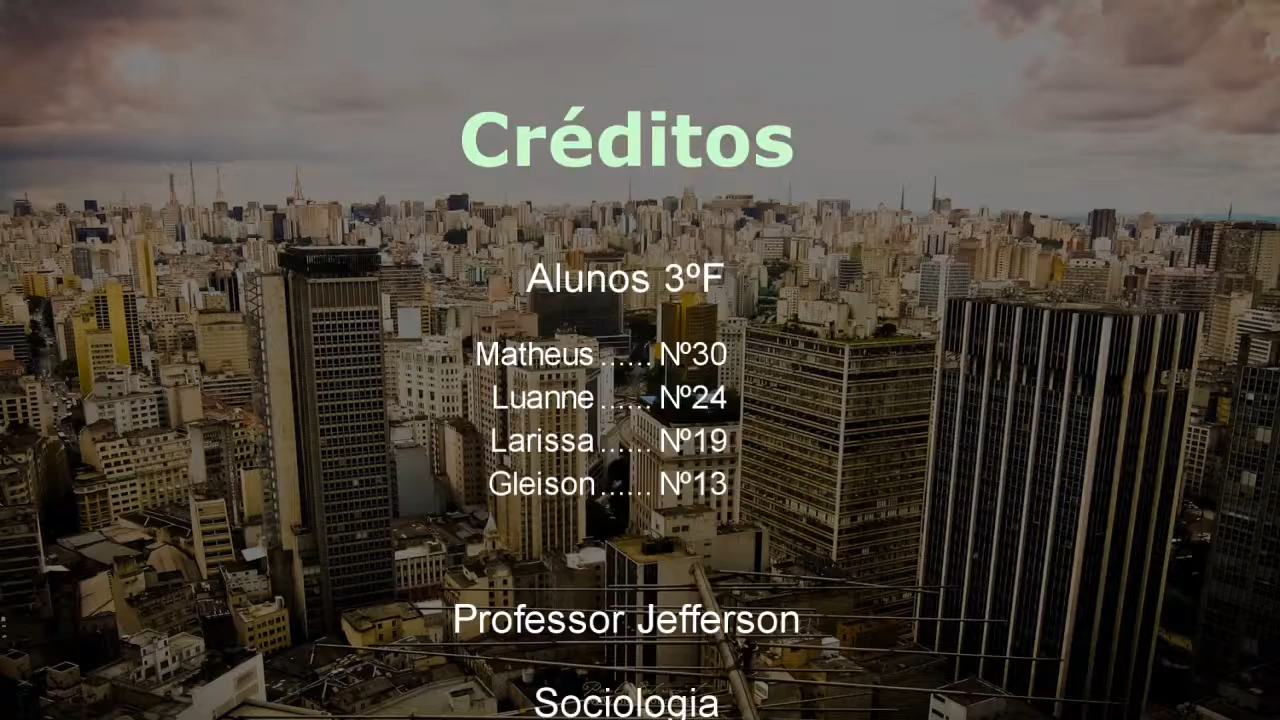 Créditos
Alunos 3ºF
Matheus ...... Nº30
Luanne ...... Nº24
Larissa ...... Nº19
Gleison ...... Nº13
Professor Jefferson
Sociologia